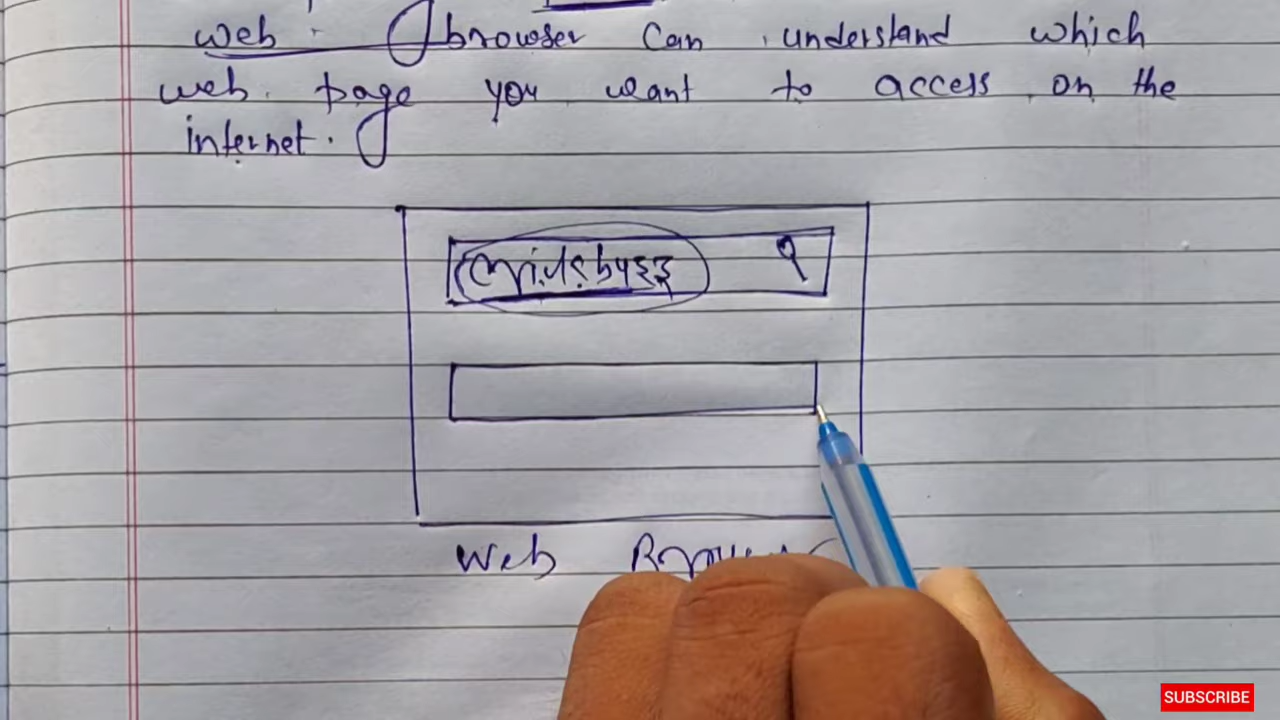 web. browser can understand which
web page you want to access on the
internet.
Web
SUBSCRIBE